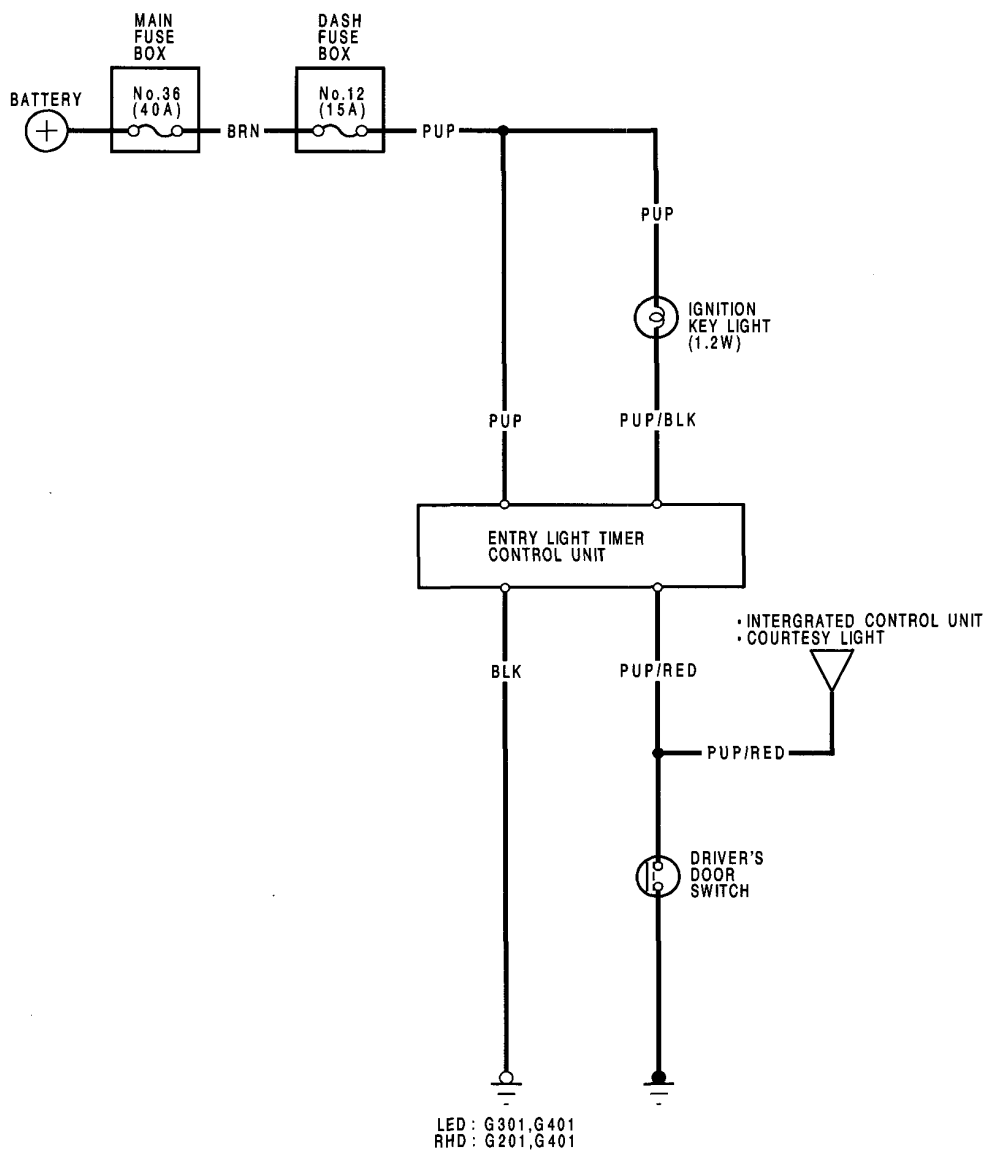 MAIN
FUSE
BOX
DASH
FUSE
BOX
BATTERY
No.36
(40A)
No.12
(15A)
BRN
PUP
PUP
IGNITION
KEY LIGHT
(1.2W)
PUP
PUP/BLK
ENTRY LIGHT TIMER
CONTROL UNIT
• INTERGRATED CONTROL UNIT
• COURTESY LIGHT
BLK
PUP/RED
PUP/RED
DRIVER'S
DOOR
SWITCH
LED : G301,G401
RHD : G201,G401